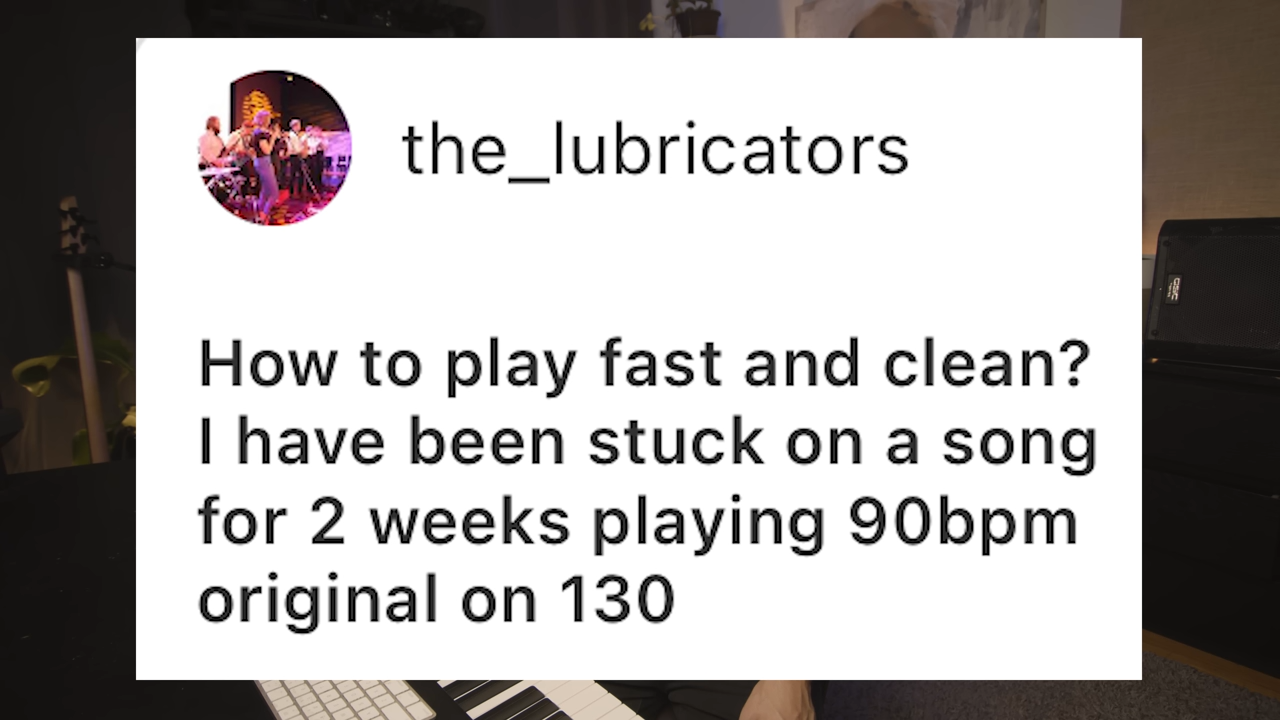 the_lubricators
How to play fast and clean?
I have been stuck on a song
for 2 weeks playing 90bpm
original on 130
QSC